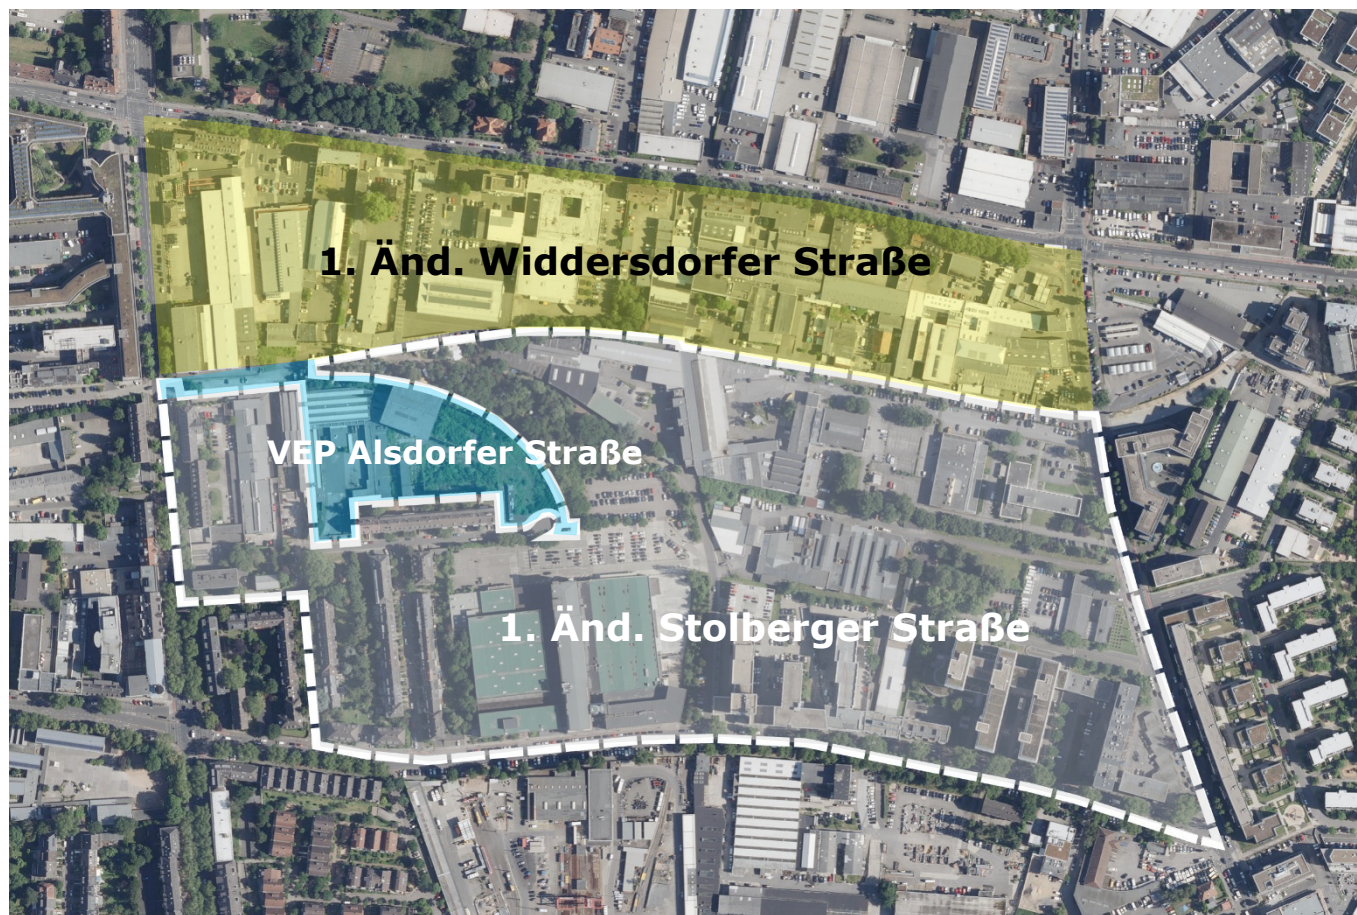 1. Änd. Widdersdorfer Straße
VEP Alsdorfer Straße
1. Änd. Stolberger Straße